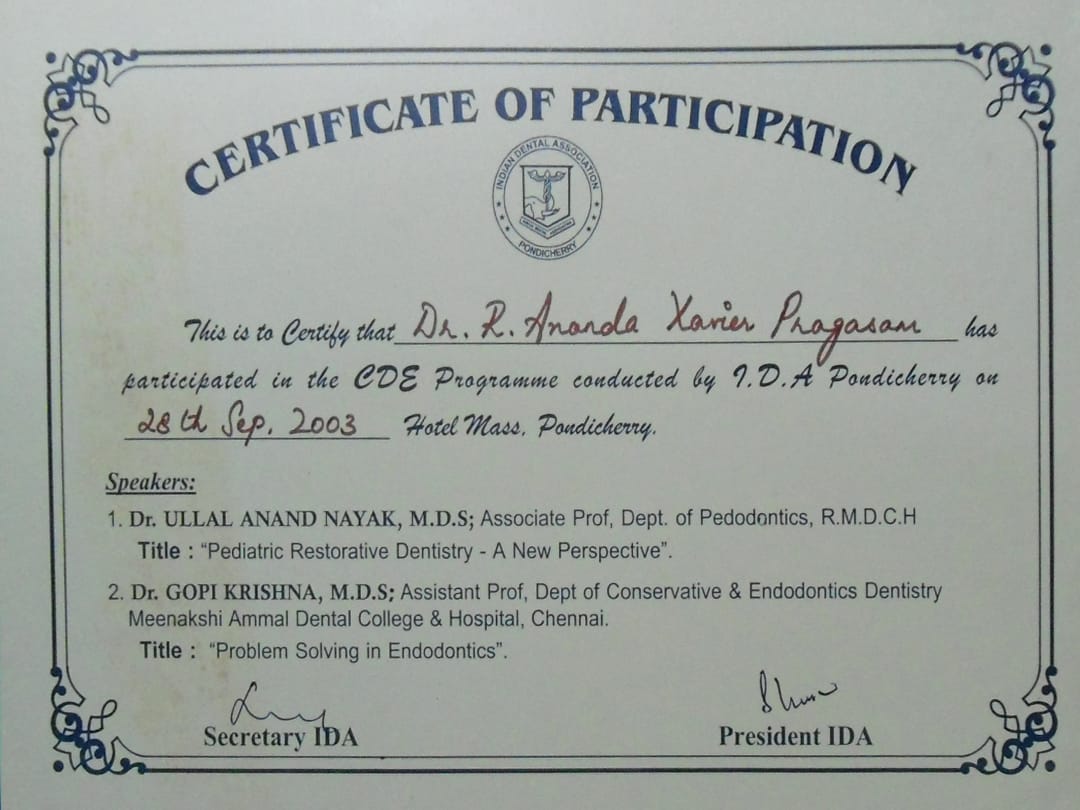 CERTIFICATE OF PARTICIPATION
INDIAN DENTAL ASSOCIATION
PONDICHERRY
This is to Certify that Dr. R. Ananda Xavier Pragasam has
participated in the CDE Programme conducted by I.D.A Pondicherry on
28th Sep. 2003 Hotel Mass, Pondicherry.
Speakers:
1. Dr. ULLAL ANAND NAYAK, M.D.S; Associate Prof, Dept. of Pedodontics, R.M.D.C.H
Title : “Pediatric Restorative Dentistry - A New Perspective”.
2. Dr. GOPI KRISHNA, M.D.S; Assistant Prof, Dept of Conservative & Endodontics Dentistry
Meenakshi Ammal Dental College & Hospital, Chennai.
Title : “Problem Solving in Endodontics”.
Secretary IDA President IDA